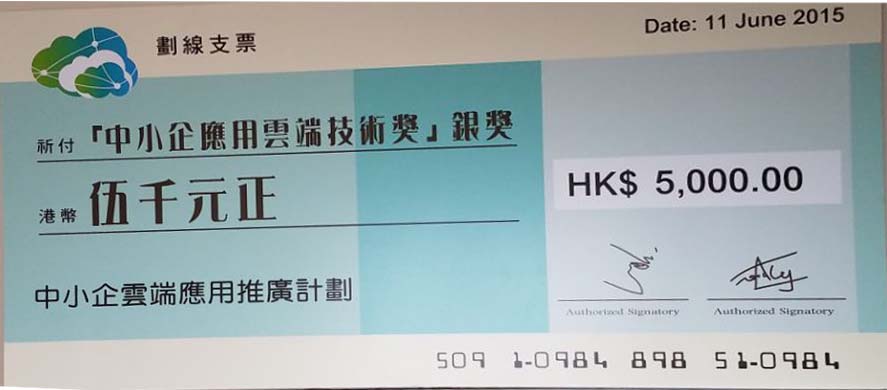 劃線支票
Date: 11 June 2015
祈付「中小企應用雲端技術獎」銀獎
港幣 伍千元正
HK$ 5,000.00
中小企雲端應用推廣計劃
Authorized Signatory
Authorized Signatory
509 1-0984 898 51-0984